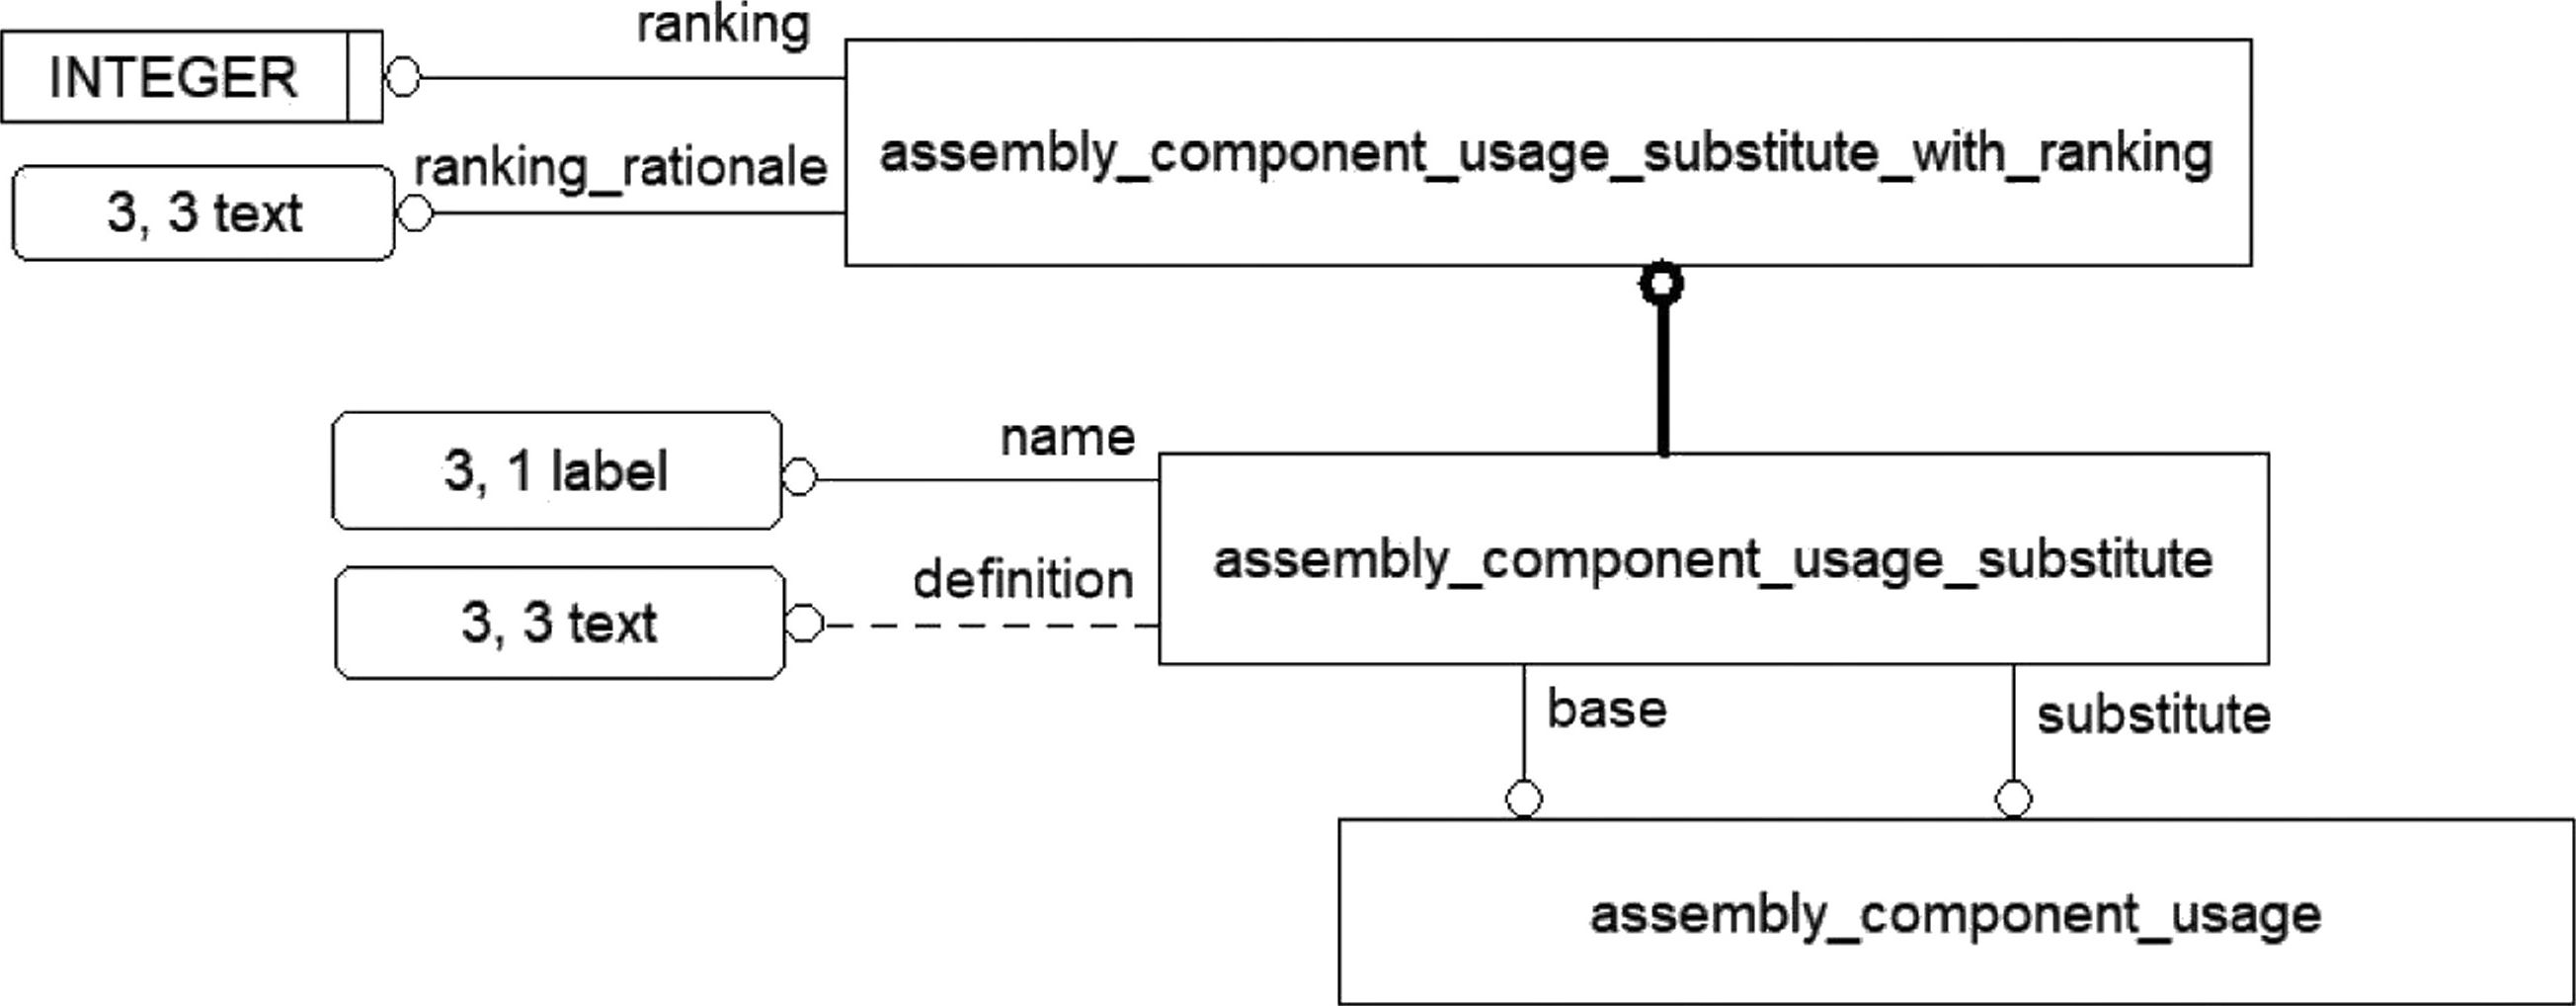 ranking
INTEGER
ranking_rationale
assembly_component_usage_substitute_with_ranking
3, 3 text
name
3, 1 label
definition
assembly_component_usage_substitute
3, 3 text
base
substitute
assembly_component_usage